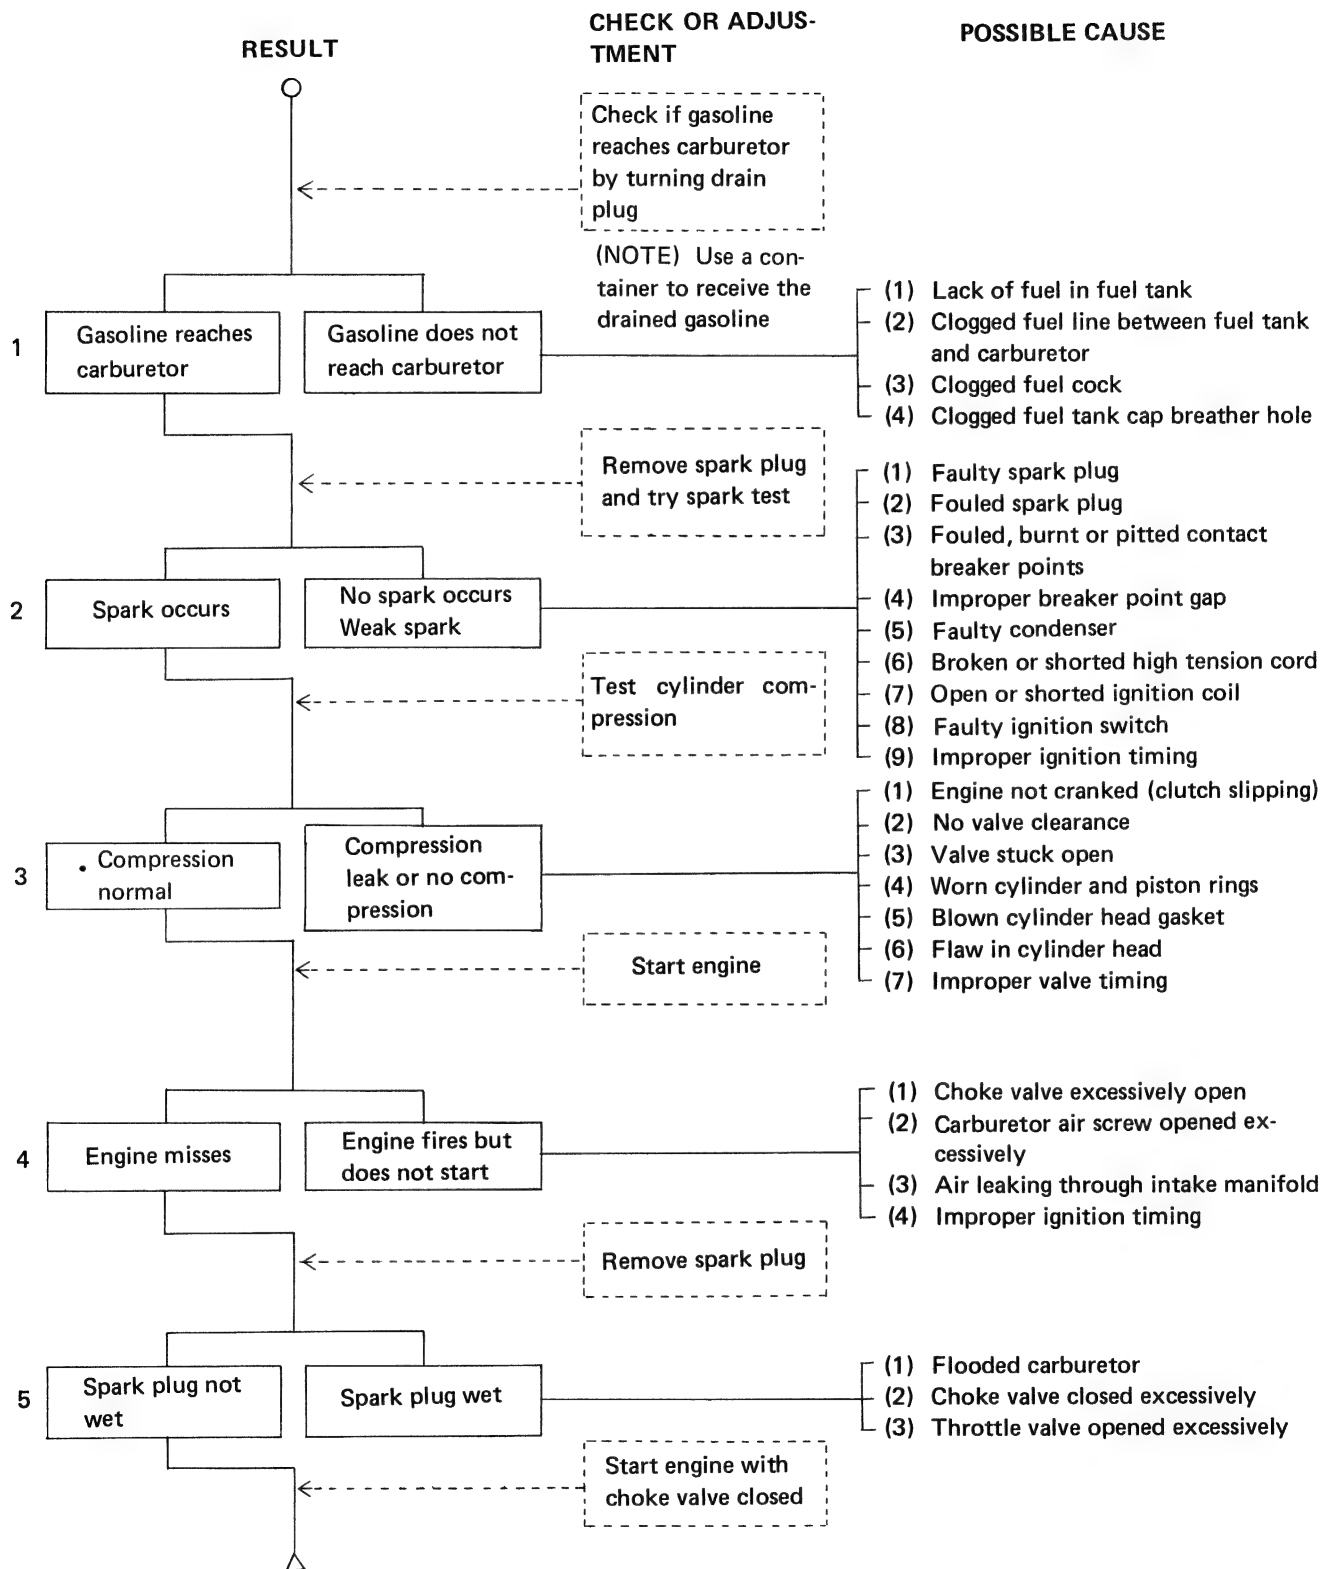 RESULT
CHECK OR ADJUS-
TMENT
POSSIBLE CAUSE
Check if gasoline
reaches carburetor
by turning drain
plug
(NOTE) Use a con-
tainer to receive the
drained gasoline
1
Gasoline reaches
carburetor
Gasoline does not
reach carburetor
(1) Lack of fuel in fuel tank
(2) Clogged fuel line between fuel tank
and carburetor
(3) Clogged fuel cock
(4) Clogged fuel tank cap breather hole
Remove spark plug
and try spark test
2
Spark occurs
No spark occurs
Weak spark
(1) Faulty spark plug
(2) Fouled spark plug
(3) Fouled, burnt or pitted contact
breaker points
(4) Improper breaker point gap
(5) Faulty condenser
(6) Broken or shorted high tension cord
(7) Open or shorted ignition coil
(8) Faulty ignition switch
(9) Improper ignition timing
Test cylinder com-
pression
3
Compression
normal
Compression
leak or no com-
pression
(1) Engine not cranked (clutch slipping)
(2) No valve clearance
(3) Valve stuck open
(4) Worn cylinder and piston rings
(5) Blown cylinder head gasket
(6) Flaw in cylinder head
(7) Improper valve timing
Start engine
4
Engine misses
Engine fires but
does not start
(1) Choke valve excessively open
(2) Carburetor air screw opened ex-
cessively
(3) Air leaking through intake manifold
(4) Improper ignition timing
Remove spark plug
5
Spark plug not
wet
Spark plug wet
(1) Flooded carburetor
(2) Choke valve closed excessively
(3) Throttle valve opened excessively
Start engine with
choke valve closed